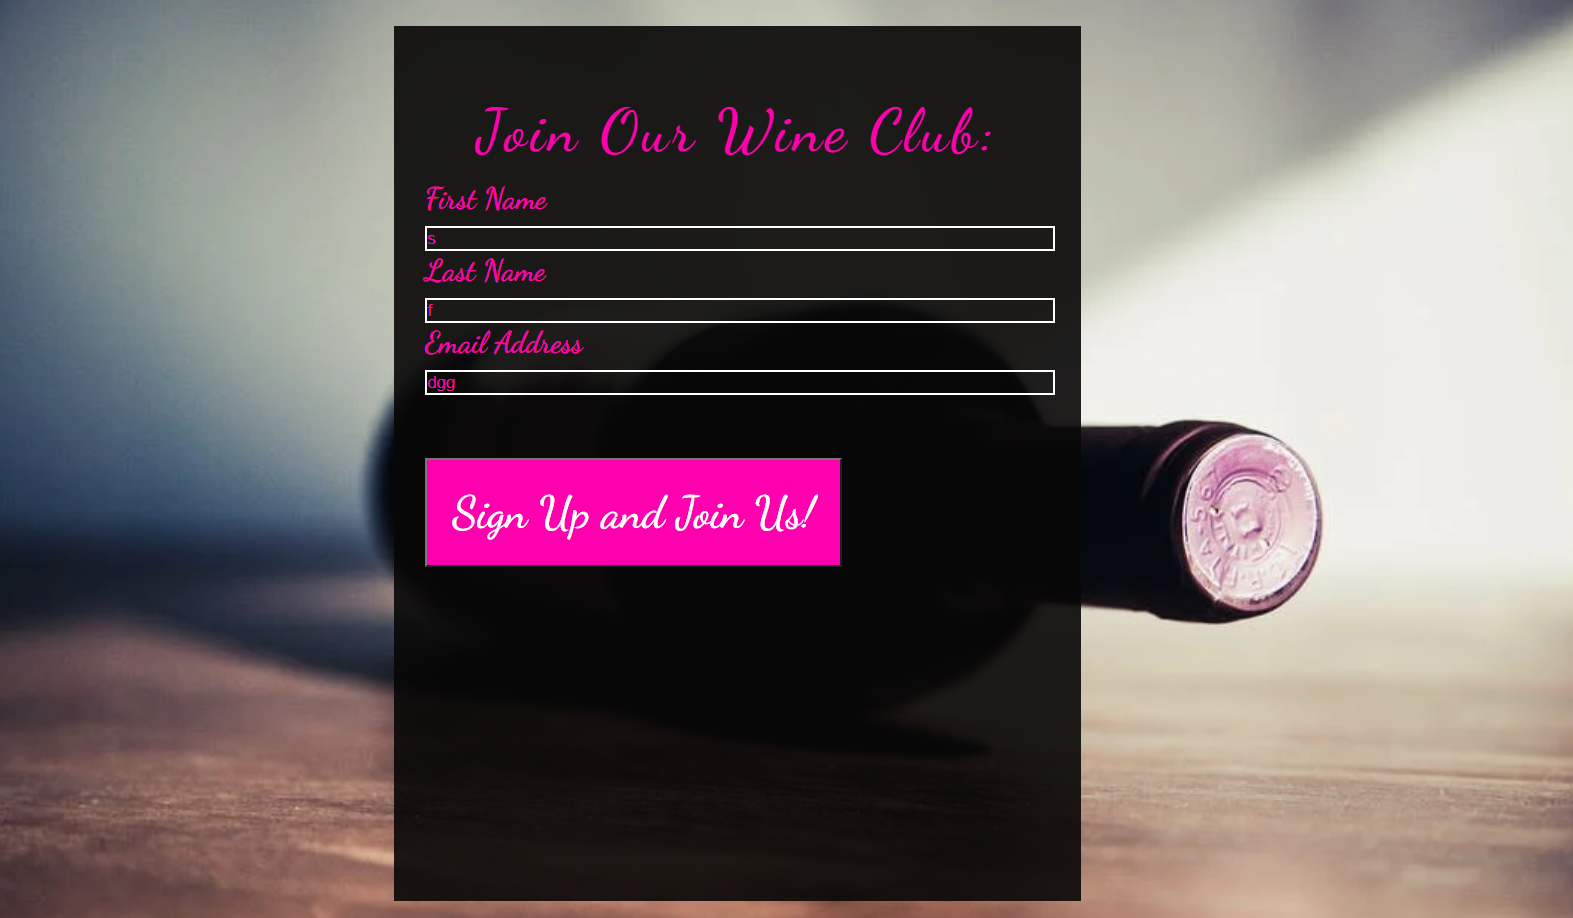 Join Our Wine Club:
First Name
s
Last Name
f
Email Address
dgg
Sign Up and Join Us!